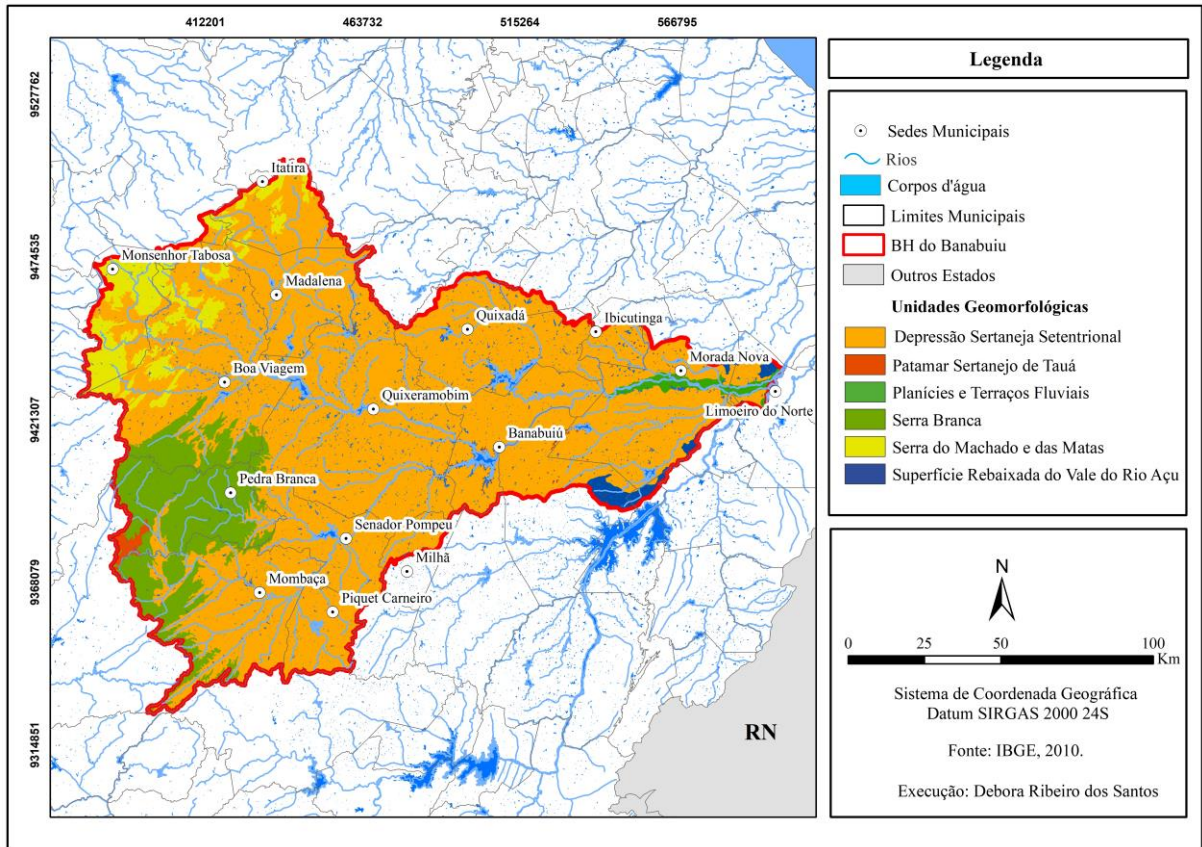 412201 463732 515264 566795
9527762
9474535
9421307
9368079
9314851
Itatira
Monsenhor Tabosa
Madalena
Quixadá
Ibicutinga
Morada Nova
Boa Viagem
Quixeramobim
Limoeiro do Norte
Banabuiú
Pedra Branca
Senador Pompeu
Milhã
Mombaça
Piquet Carneiro
RN
Legenda
Sedes Municipais
Rios
Corpos d'água
Limites Municipais
BH do Banabuiu
Outros Estados
Unidades Geomorfológicas
Depressão Sertaneja Setentrional
Patamar Sertanejo de Tauá
Planícies e Terraços Fluviais
Serra Branca
Serra do Machado e das Matas
Superfície Rebaixada do Vale do Rio Açu
N
0 25 50 100
Km
Sistema de Coordenada Geográfica
Datum SIRGAS 2000 24S
Fonte: IBGE, 2010.
Execução: Debora Ribeiro dos Santos